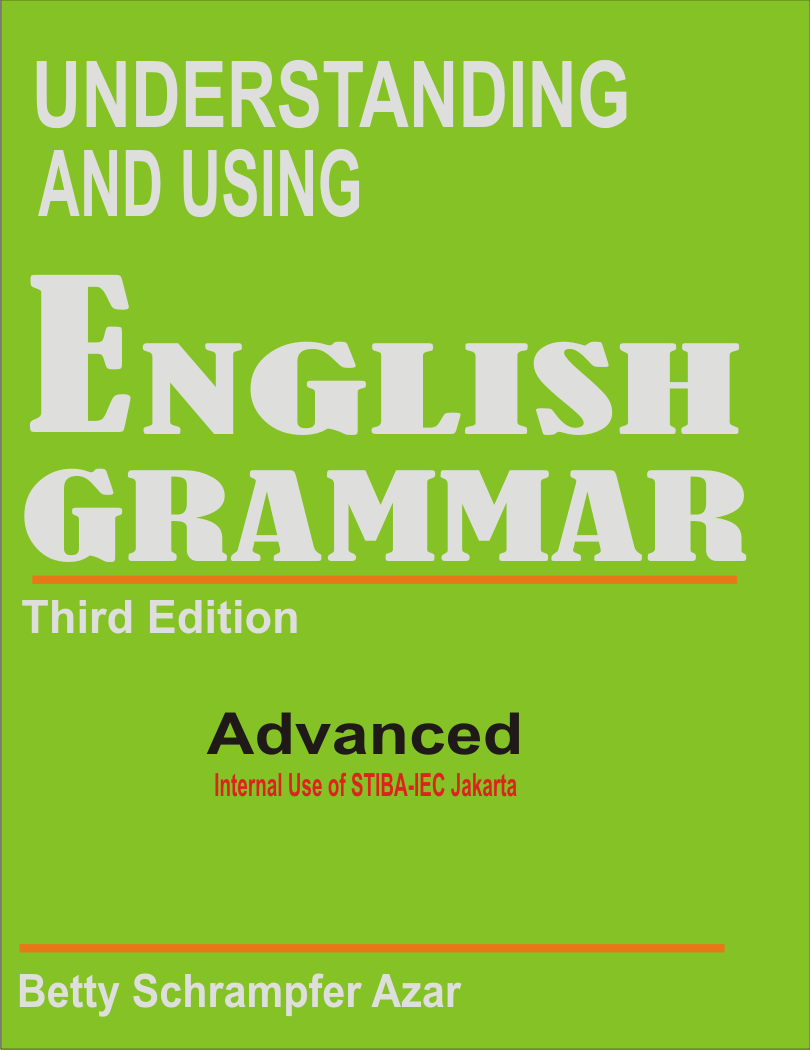 UNDERSTANDING
AND USING
ENGLISH
GRAMMAR
Third Edition
Advanced
Internal Use of STIBA-IEC Jakarta
Betty Schrampfer Azar